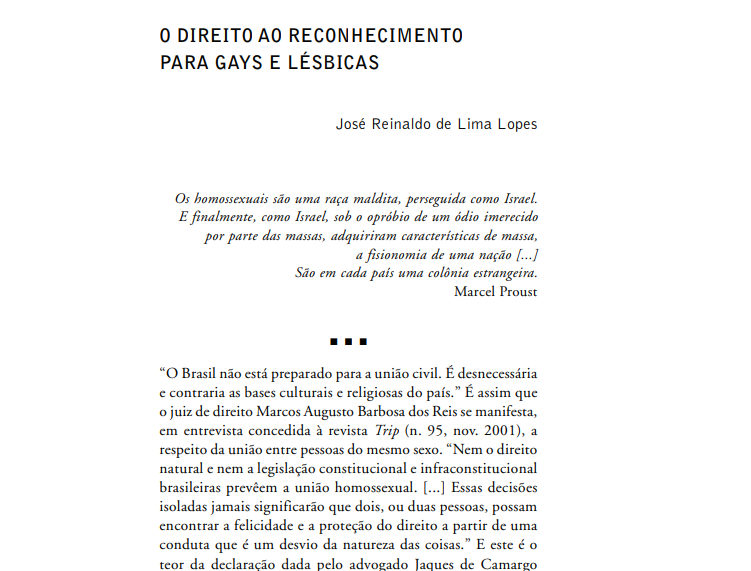 O DIREITO AO RECONHECIMENTO
PARA GAYS E LÉSBICAS
José Reinaldo de Lima Lopes
Os homossexuais são uma raça maldita, perseguida como Israel.
E finalmente, como Israel, sob o opróbio de um ódio imerecido
por parte das massas, adquiriram características de massa,
a fisionomia de uma nação [...]
São em cada país uma colônia estrangeira.
Marcel Proust
“O Brasil não está preparado para a união civil. É desnecessária
e contraria as bases culturais e religiosas do país.” É assim que
o juiz de direito Marcos Augusto Barbosa dos Reis se manifesta,
em entrevista concedida à revista Trip (n. 95, nov. 2001), a
respeito da união entre pessoas do mesmo sexo. “Nem o direito
natural e nem a legislação constitucional e infraconstitucional
brasileiras prevêem a união homossexual. [...] Essas decisões
isoladas jamais significarão que dois, ou duas pessoas, possam
encontrar a felicidade e a proteção do direito a partir de uma
conduta que é um desvio da natureza das coisas.” E este é o
teor da declaração dada pelo advogado Jaques de Camargo